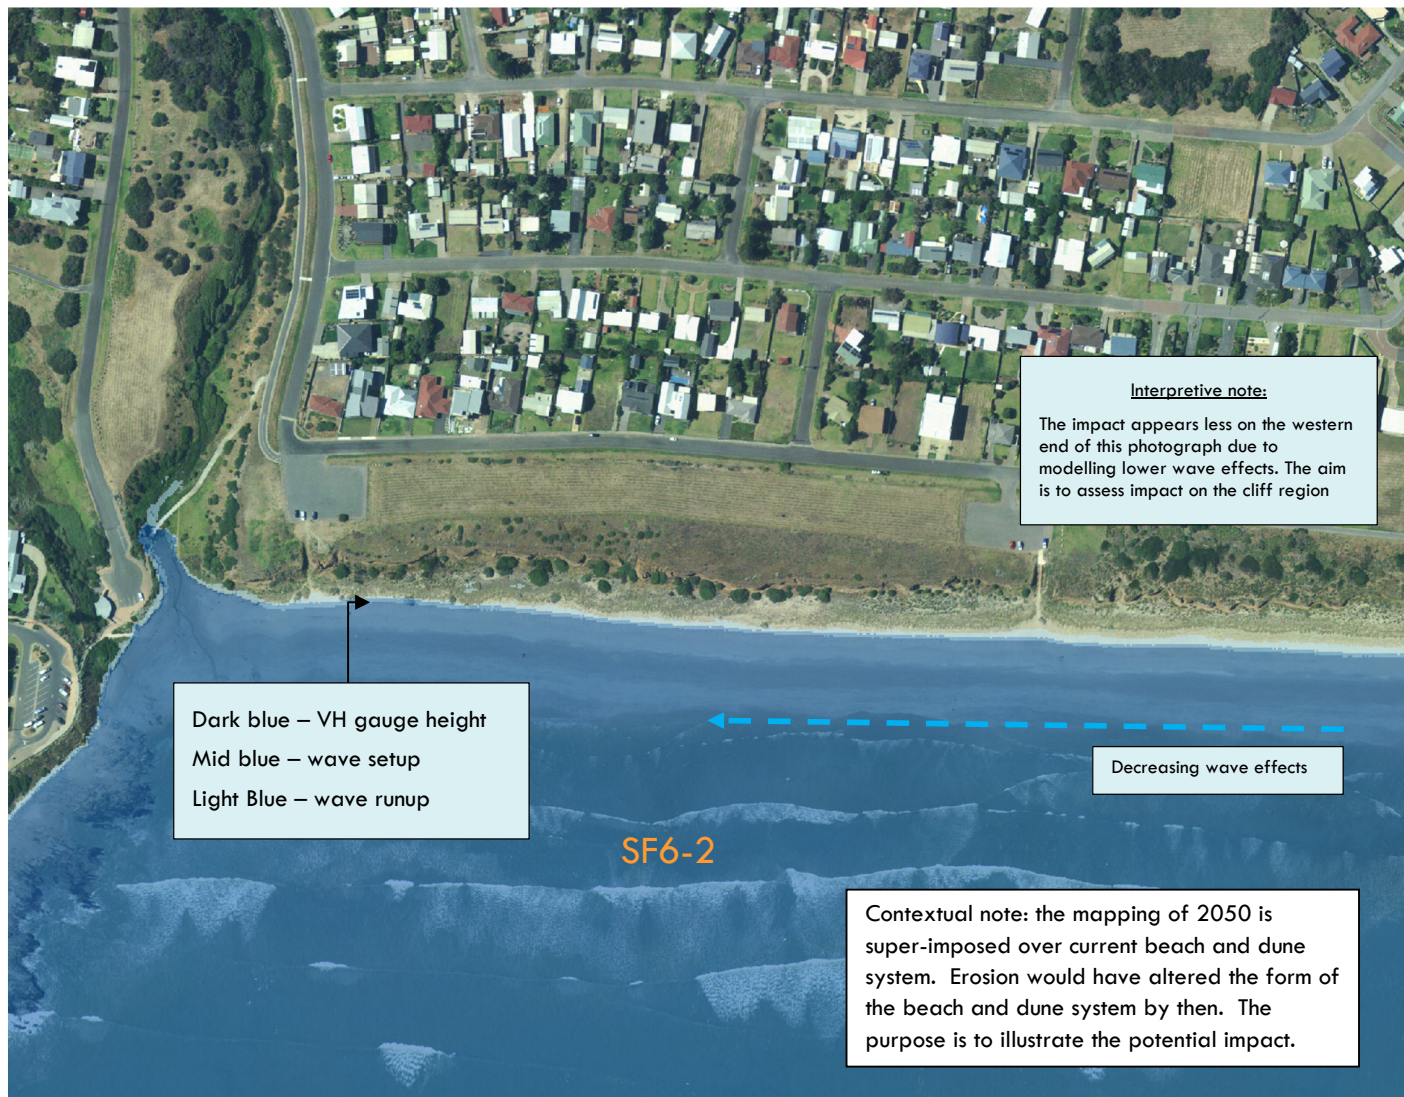 Interpretive note:
The impact appears less on the western
end of this photograph due to
modelling lower wave effects. The aim
is to assess impact on the cliff region
Dark blue – VH gauge height
Mid blue – wave setup
Light Blue – wave runup
Decreasing wave effects
SF6-2
Contextual note: the mapping of 2050 is
super-imposed over current beach and dune
system. Erosion would have altered the form of
the beach and dune system by then. The
purpose is to illustrate the potential impact.